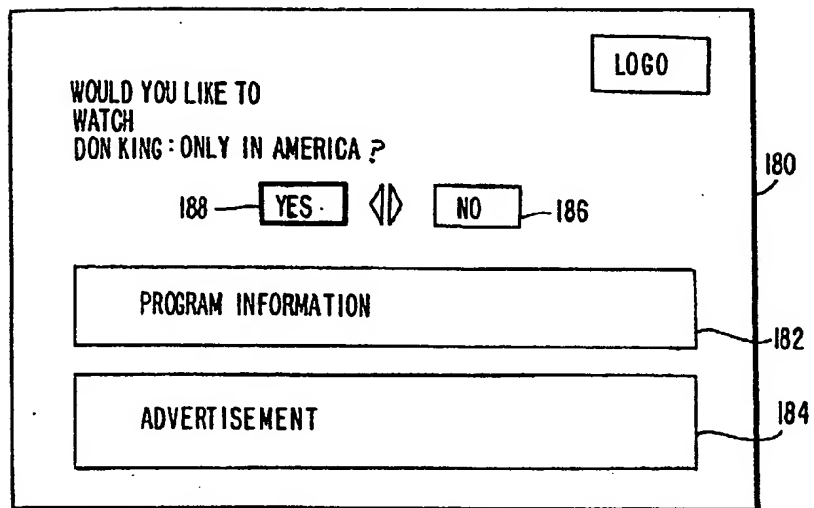 LOGO
WOULD YOU LIKE TO
WATCH
DON KING: ONLY IN AMERICA?
180
188 YES NO 186
PROGRAM INFORMATION
182
ADVERTISEMENT
184